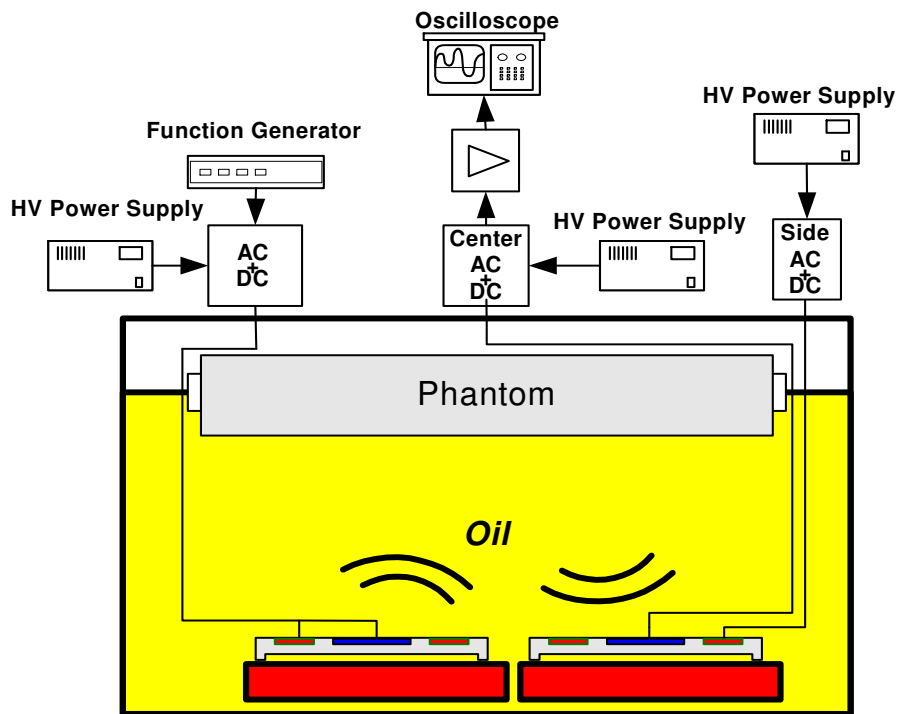 Oscilloscope
HV Power Supply
Function Generator
HV Power Supply
HV Power Supply
AC
+
DC
Center
AC
+
DC
Side
AC
+
DC
Phantom
Oil